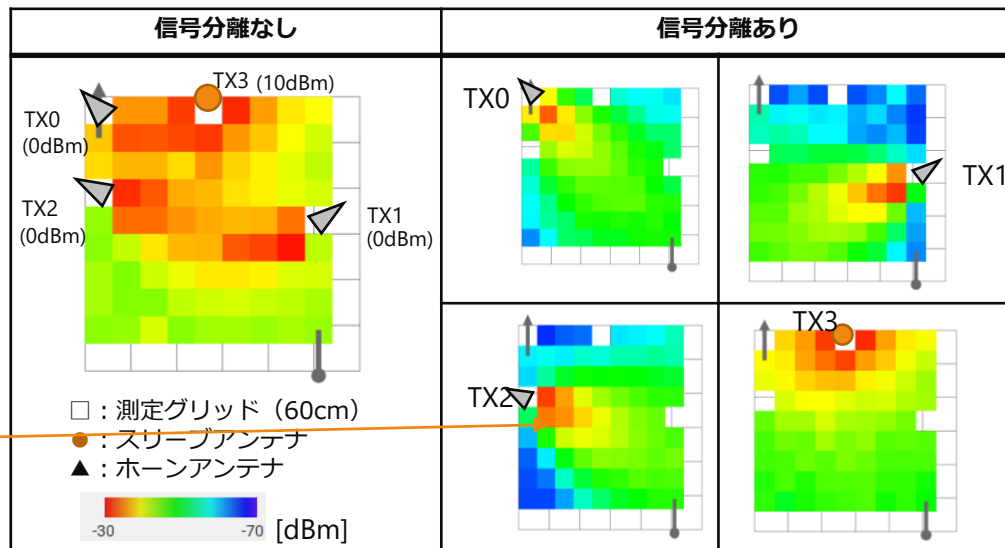 信号分離なし
信号分離あり
TX3 (10dBm)
TX0
(0dBm)
TX2
(0dBm)
TX1
(0dBm)
□：測定グリッド（60cm）
●：スリーブアンテナ
▲：ホーンアンテナ
-30 -70 [dBm]
TX0
TX1
TX2
TX3